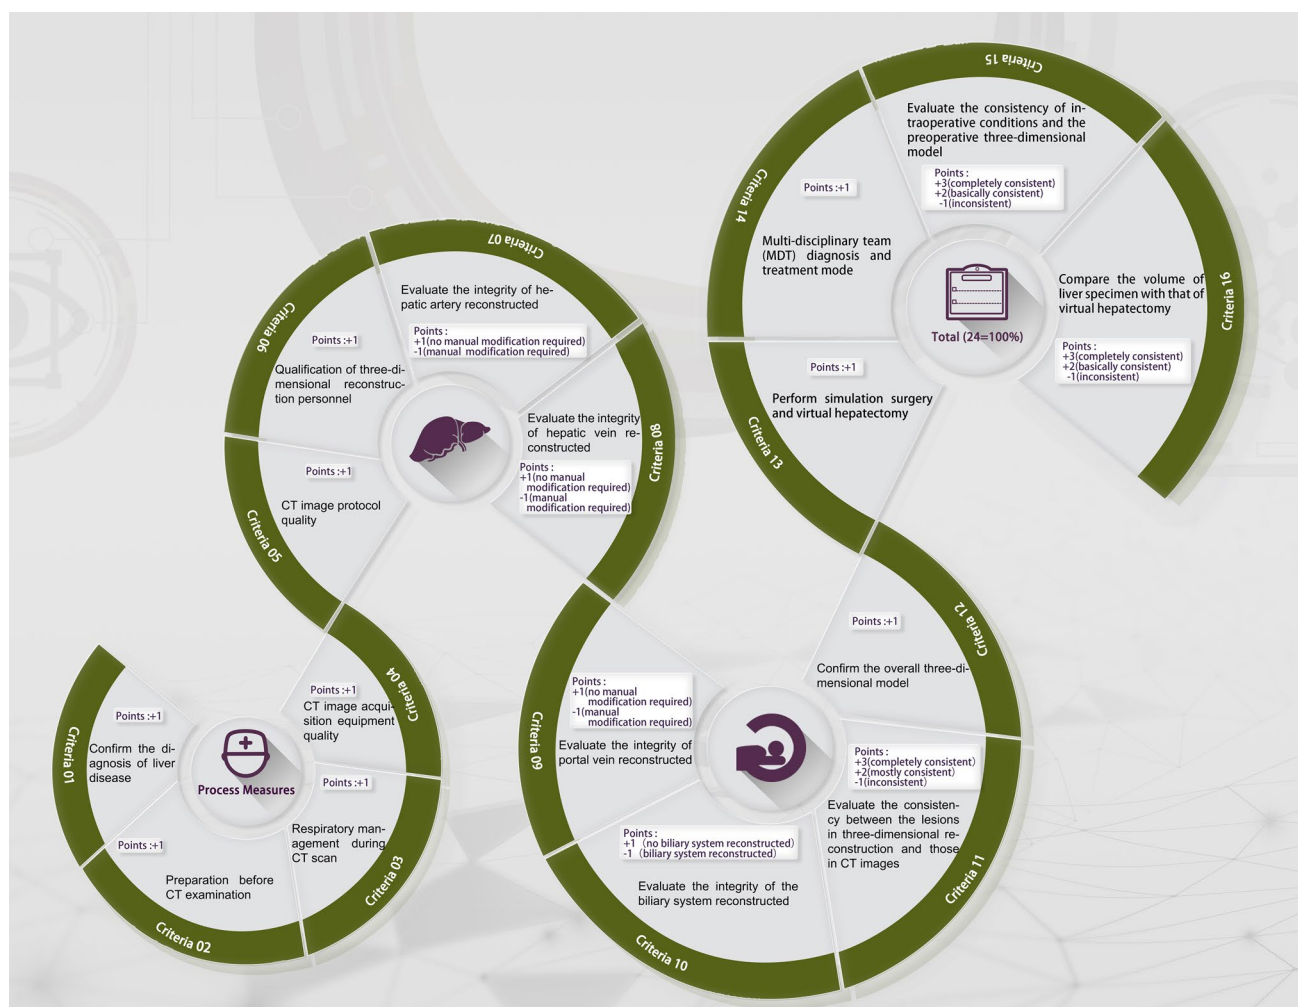 Criteria 01
Points :+1
Confirm the di-
agnosis of liver
disease
Criteria 02
Points :+1
Preparation before
CT examination
Criteria 03
Points :+1
Respiratory man-
agement during
CT scan
Criteria 04
Points :+1
CT image acqui-
sition equipment
quality
Process Measures
Criteria 05
Points :+1
CT image protocol
quality
Criteria 06
Points :+1
Qualification of three-di-
mensional reconstruc-
tion personnel
Criteria 07
Evaluate the integrity of he-
patic artery reconstructed
Points :
+1(no manual modification required)
-1(manual modification required)
Criteria 08
Evaluate the integrity
of hepatic vein re-
constructed
Points :
+1(no manual
modification required)
-1(manual
modification required)
Criteria 09
Points :
+1(no manual
modification required)
-1(manual
modification required)
Evaluate the integrity of
portal vein reconstructed
Criteria 10
Points :
+1 (no biliary system reconstructed)
-1 (biliary system reconstructed)
Evaluate the integrity of the
biliary system reconstructed
Criteria 11
Points :
+3(completely consistent)
+2(mostly consistent)
-1(inconsistent)
Evaluate the consisten-
cy between the lesions
in three-dimensional re-
construction and those
in CT images
Criteria 12
Points :+1
Confirm the overall three-di-
mensional model
Criteria 13
Points :+1
Perform simulation surgery
and virtual hepatectomy
Criteria 14
Points :+1
Multi-disciplinary team
(MDT) diagnosis and
treatment mode
Criteria 15
Evaluate the consistency of in-
traoperative conditions and the
preoperative three-dimensional
model
Points :
+3(completely consistent)
+2(basically consistent)
-1(inconsistent)
Criteria 16
Compare the volume of
liver specimen with that of
virtual hepatectomy
Points :
+3(completely consistent)
+2(basically consistent)
-1(inconsistent)
Total (24=100%)